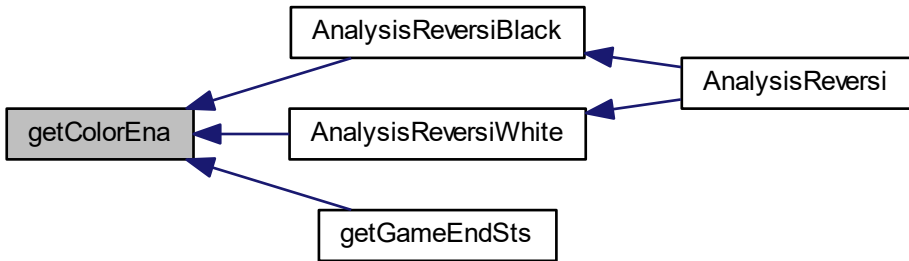 AnalysisReversiBlack
AnalysisReversi
getColorEna
AnalysisReversiWhite
getGameEndSts